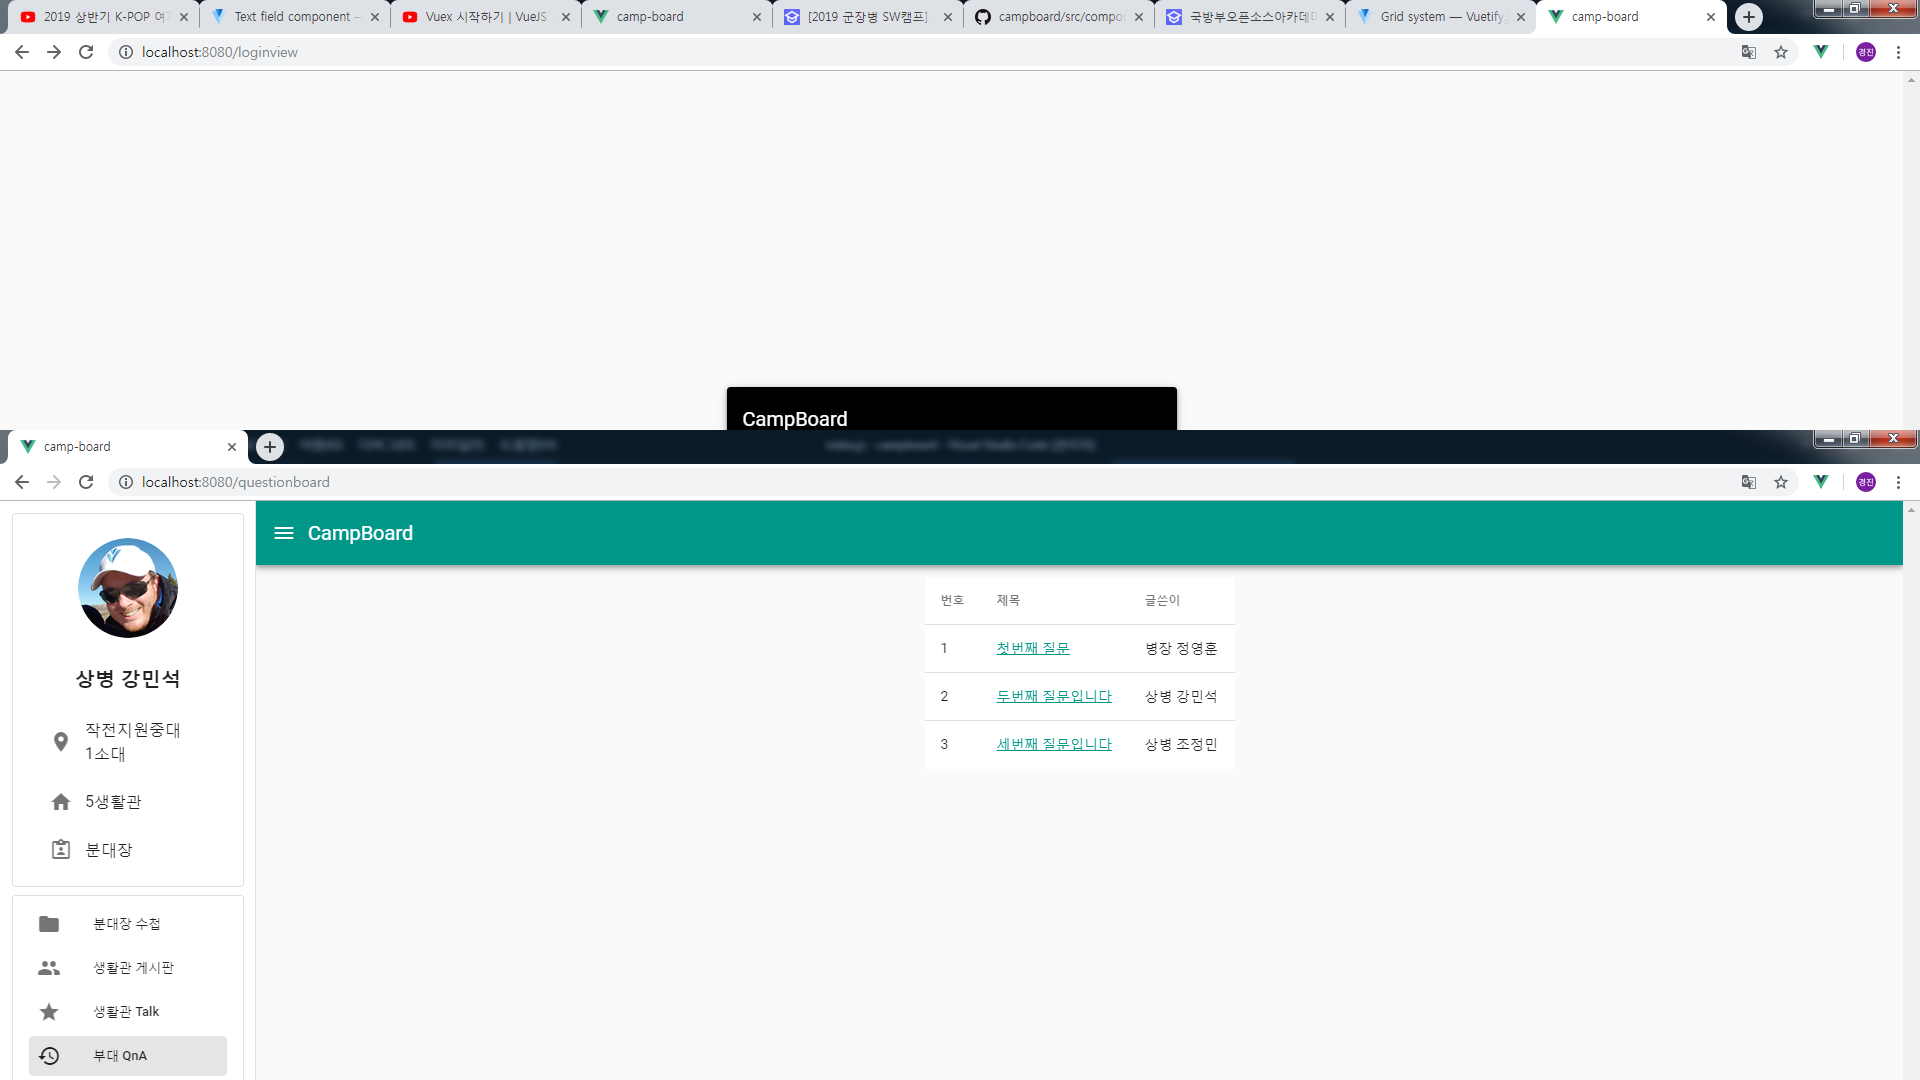 2019 상반기 K-POP 여
Text field component —
Vuex 시작하기 | VueJS
camp-board
[2019 군장병 SW캠프]
campboard/src/compo
국방부오픈소스아카데미
Grid system — Vuetify.
camp-board
localhost:8080/loginview
경진
CampBoard
camp-board
localhost:8080/questionboard
경진
CampBoard
상병 강민석
작전지원중대
1소대
5생활관
분대장
분대장 수첩
생활관 게시판
생활관 Talk
부대 QnA
번호 제목 글쓴이
1 첫번째 질문 병장 정영훈
2 두번째 질문입니다 상병 강민석
3 세번째 질문입니다 상병 조정민